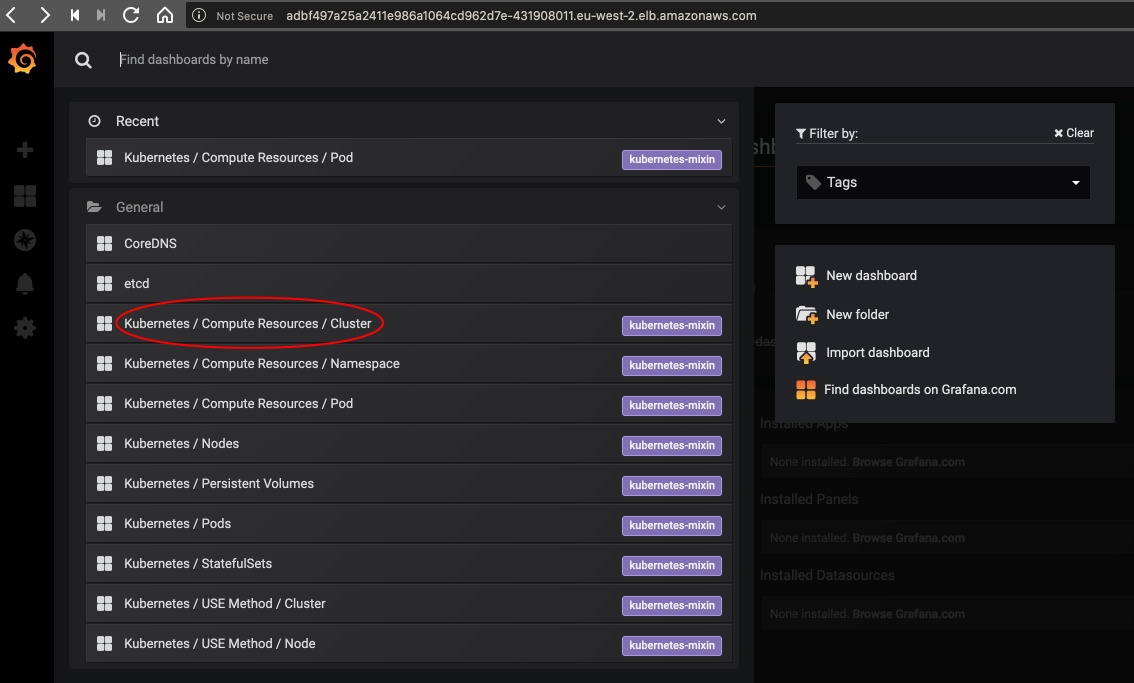 Not Secure adbf497a25a2411e986a1064cd962d7e-431908011.eu-west-2.elb.amazonaws.com
Find dashboards by name
Recent
Kubernetes / Compute Resources / Pod kubernetes-mixin
General
CoreDNS
etcd
Kubernetes / Compute Resources / Cluster kubernetes-mixin
Kubernetes / Compute Resources / Namespace kubernetes-mixin
Kubernetes / Compute Resources / Pod kubernetes-mixin
Kubernetes / Nodes kubernetes-mixin
Kubernetes / Persistent Volumes kubernetes-mixin
Kubernetes / Pods kubernetes-mixin
Kubernetes / StatefulSets kubernetes-mixin
Kubernetes / USE Method / Cluster kubernetes-mixin
Kubernetes / USE Method / Node kubernetes-mixin
Filter by: Clear
Tags
New dashboard
New folder
Import dashboard
Find dashboards on Grafana.com
Installed Apps
None installed. Browse Grafana.com
Installed Panels
None installed. Browse Grafana.com
Installed Datasources
None installed. Browse Grafana.com